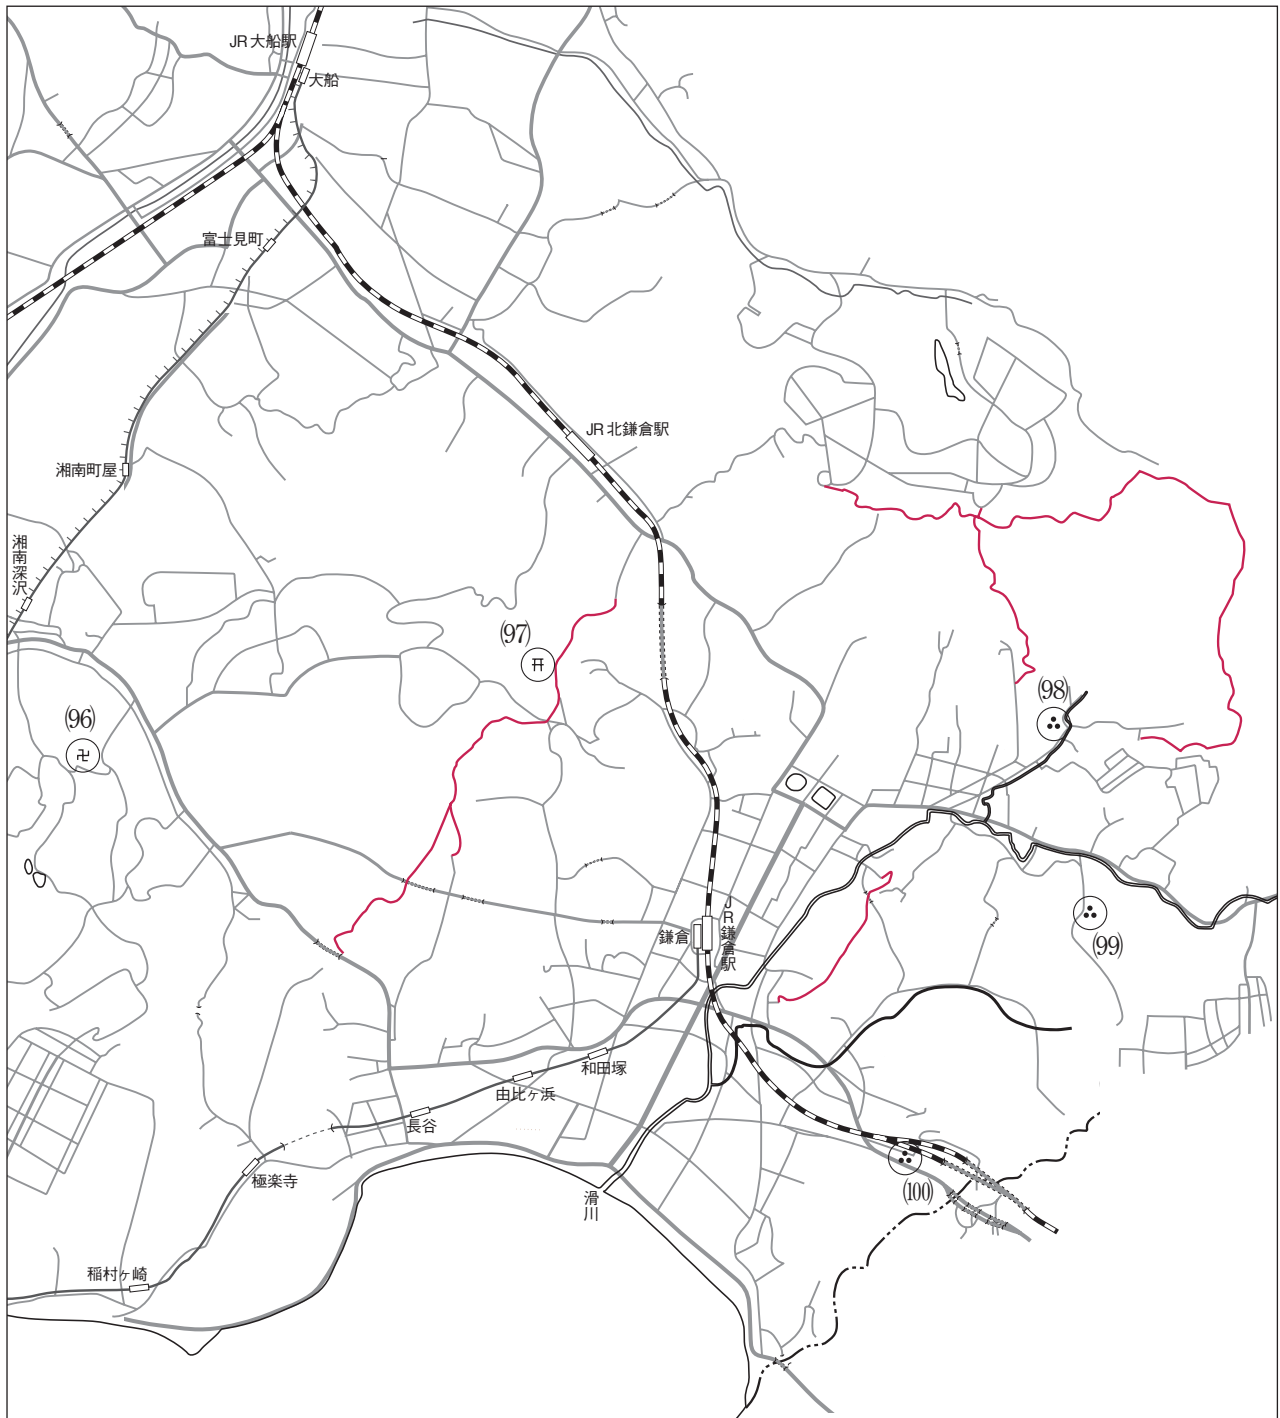 JR大船駅
大船
富士見町
JR北鎌倉駅
湘南町屋
湘南深沢
(97)
(98)
(96)
JR鎌倉駅
鎌倉
(99)
和田塚
由比ヶ浜
長谷
極楽寺
(100)
滑川
稲村ヶ崎
卍